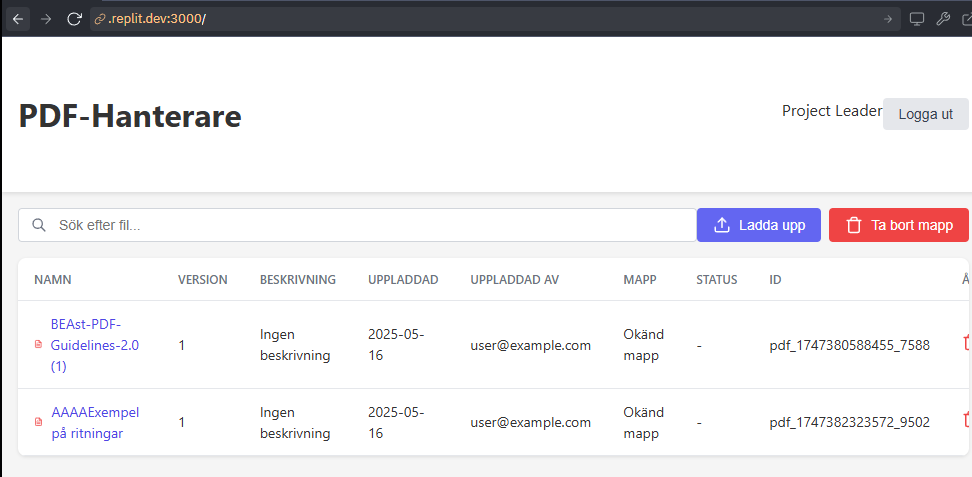 .replit.dev:3000/
PDF-Hanterare
Project Leader
Logga ut
Sök efter fil...
Ladda upp
Ta bort mapp
NAMN VERSION BESKRIVNING UPPLADDAD UPPLADDAD AV MAPP STATUS ID
BEAst-PDF-
Guidelines-2.0
(1)
1
Ingen
beskrivning
2025-05-
16
user@example.com
Okänd
mapp
-
pdf_1747380588455_7588
AAAAExempel
på ritningar
1
Ingen
beskrivning
2025-05-
16
user@example.com
Okänd
mapp
-
pdf_1747382323572_9502